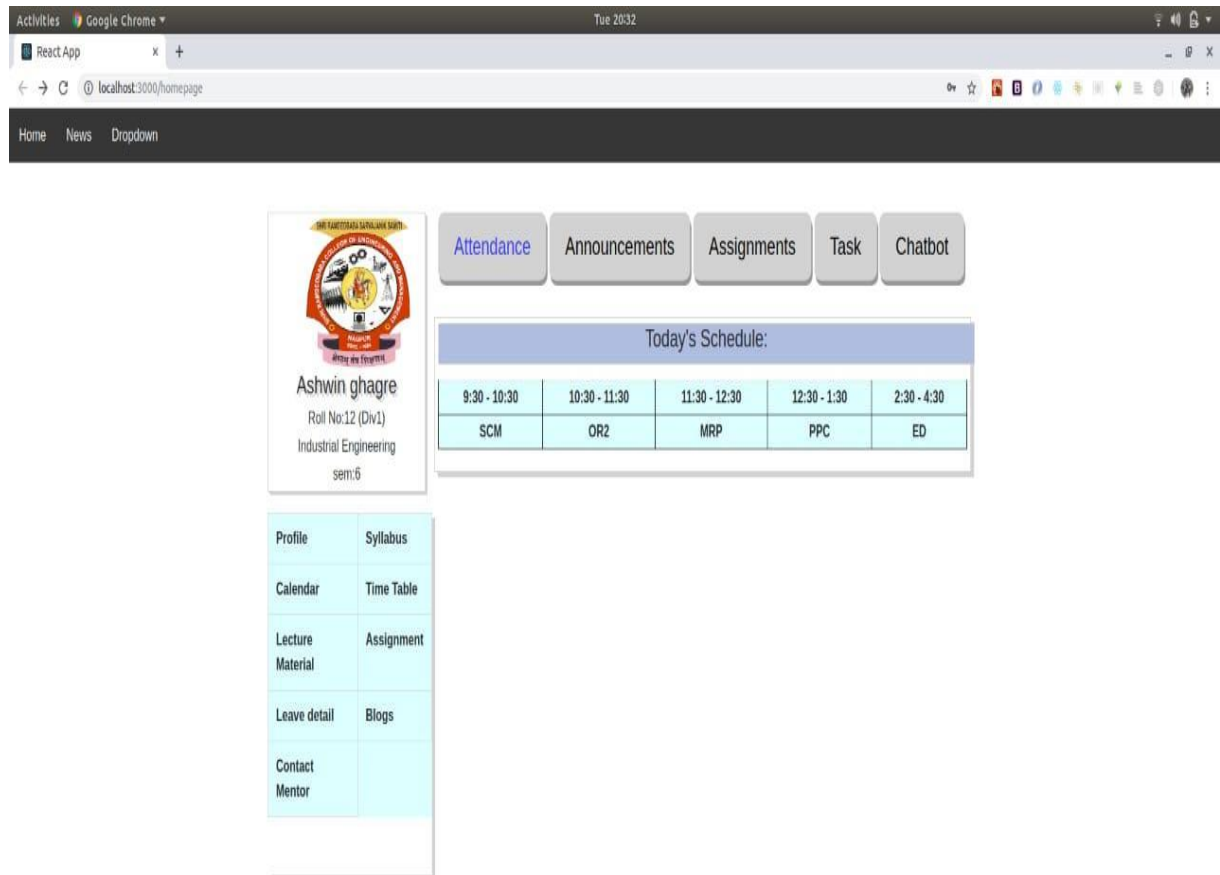 Activities Google Chrome ▾ Tue 20:32
React App × +
localhost:3000/homepage
Home News Dropdown
Attendance Announcements Assignments Task Chatbot
NAGPUR
Ashwin ghagre
Roll No:12 (Div1)
Industrial Engineering
sem:6
Today's Schedule:
9:30 - 10:30 10:30 - 11:30 11:30 - 12:30 12:30 - 1:30 2:30 - 4:30
SCM OR2 MRP PPC ED
Profile Syllabus
Calendar Time Table
Lecture Assignment
Material
Leave detail Blogs
Contact
Mentor